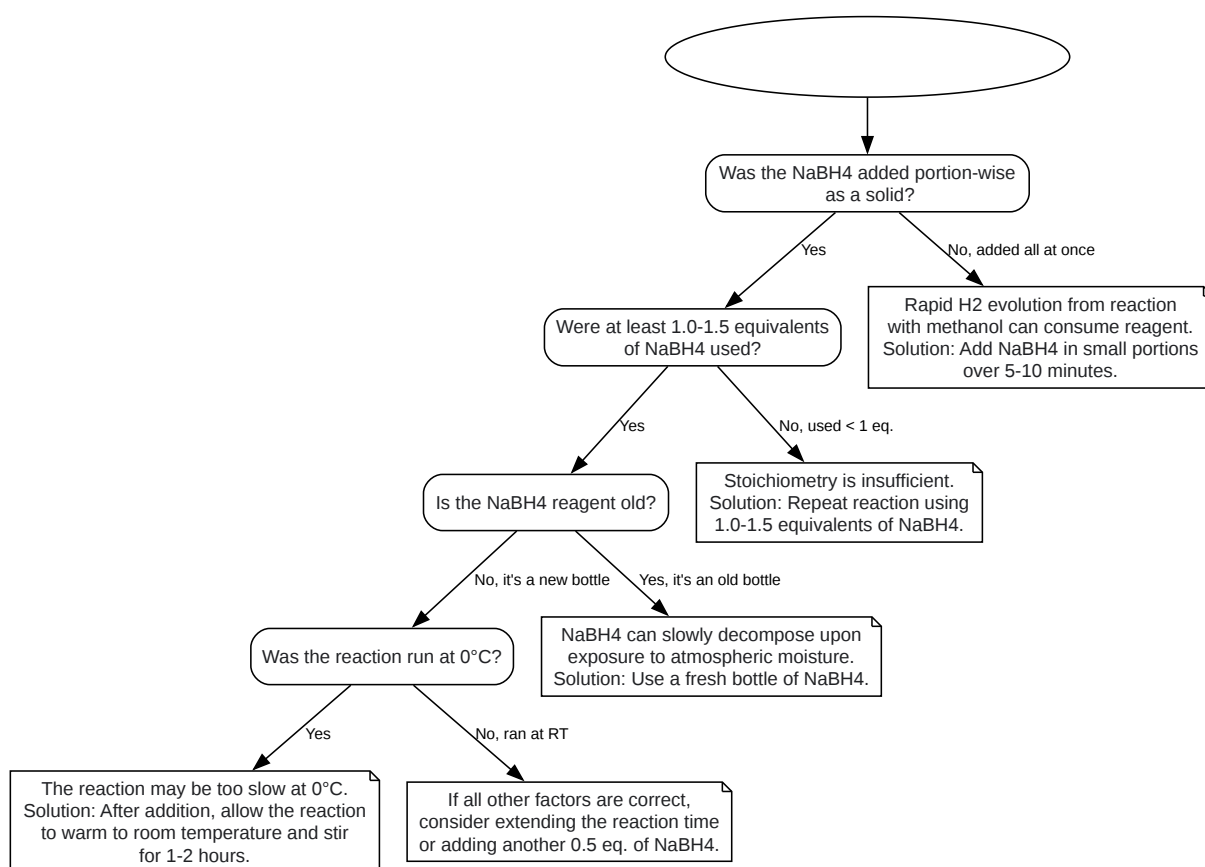 Was the NaBH4 added portion-wise
as a solid?
Yes
No, added all at once
Rapid H2 evolution from reaction
with methanol can consume reagent.
Solution: Add NaBH4 in small portions
over 5-10 minutes.
Were at least 1.0-1.5 equivalents
of NaBH4 used?
Yes
No, used < 1 eq.
Stoichiometry is insufficient.
Solution: Repeat reaction using
1.0-1.5 equivalents of NaBH4.
Is the NaBH4 reagent old?
No, it's a new bottle
Yes, it's an old bottle
NaBH4 can slowly decompose upon
exposure to atmospheric moisture.
Solution: Use a fresh bottle of NaBH4.
Was the reaction run at 0°C?
Yes
No, ran at RT
The reaction may be too slow at 0°C.
Solution: After addition, allow the reaction
to warm to room temperature and stir
for 1-2 hours.
If all other factors are correct,
consider extending the reaction time
or adding another 0.5 eq. of NaBH4.